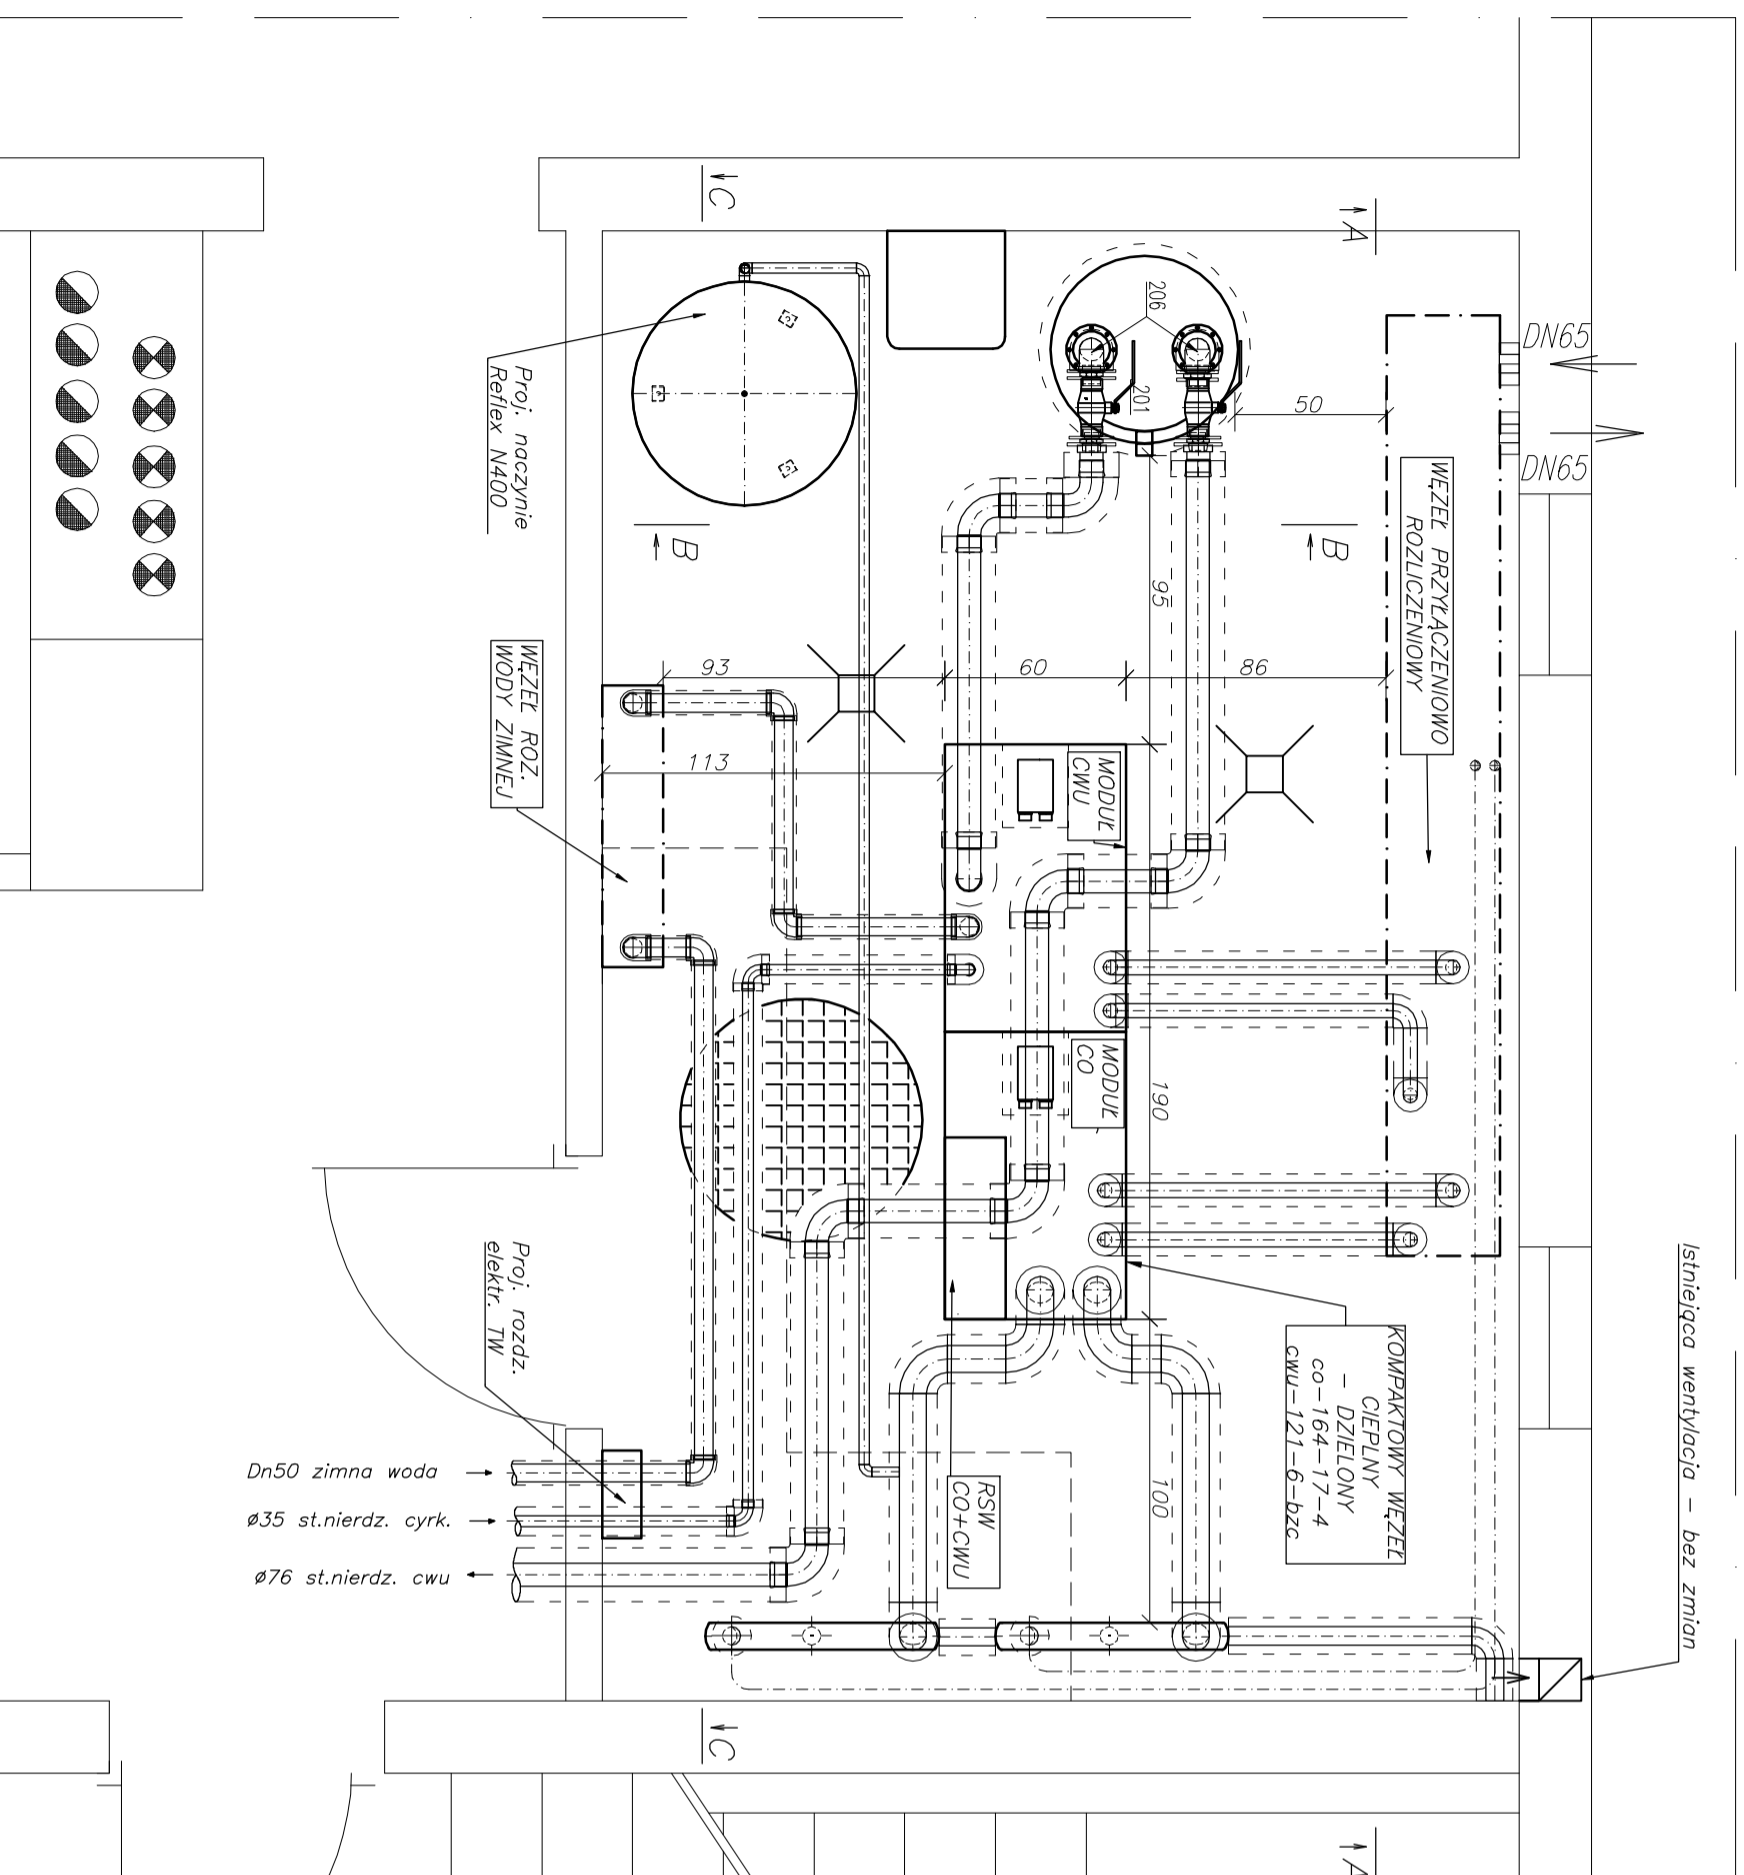 C
A
206
201
DN65
DN65
50
Proj. naczynie
Reflex N400
B
B
WĘZEŁ PRZYŁĄCZENIOWO
ROZLICZENIOWY
95
93
60
86
WĘZEŁ ROZ.
WODY ZIMNEJ
113
MODUŁ
CWU
MODUŁ
CO
190
Proj. rozdz.
elektr. TW
Istniejąca wentylacja - bez zmian
KOMPAKTOWY WĘZEŁ
CIEPLNY
- DZIELONY
co-164-17-4
cwu-121-6-bzc
RSW
CO+CWU
100
Dn50 zimna woda
ø35 st.nierdz. cyrk.
ø76 st.nierdz. cwu
C
A